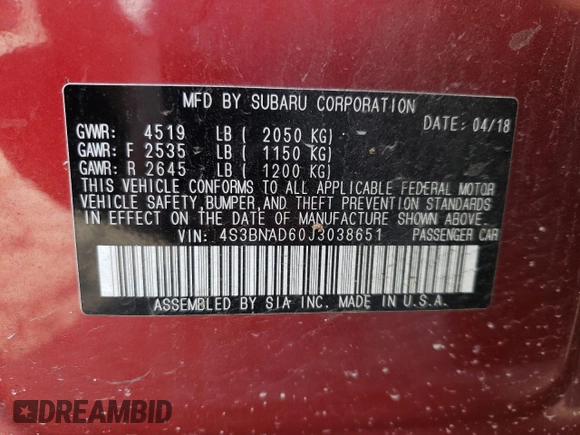 MFD BY SUBARU CORPORATION
DATE: 04/18
GVWR: 4519 LB ( 2050 KG)
GAWR: F 2535 LB ( 1150 KG)
GAWR: R 2645 LB ( 1200 KG)
THIS VEHICLE CONFORMS TO ALL APPLICABLE FEDERAL MOTOR
VEHICLE SAFETY, BUMPER, AND THEFT PREVENTION STANDARDS
IN EFFECT ON THE DATE OF MANUFACTURE SHOWN ABOVE.
VIN: 4S3BNAD60J3038651 PASSENGER CAR
ASSEMBLED BY SIA INC. MADE IN U.S.A.
DREAMBID